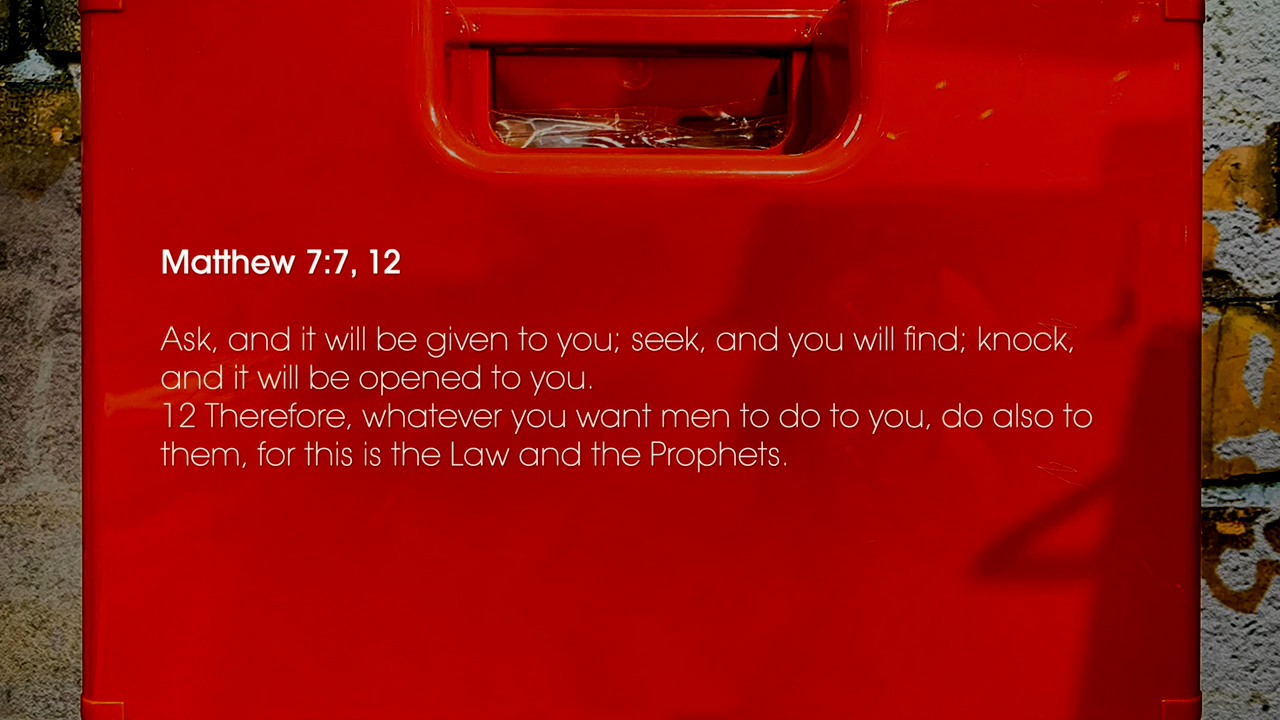 Matthew 7:7, 12
Ask, and it will be given to you; seek, and you will find; knock,
and it will be opened to you.
12 Therefore, whatever you want men to do to you, do also to
them, for this is the Law and the Prophets.